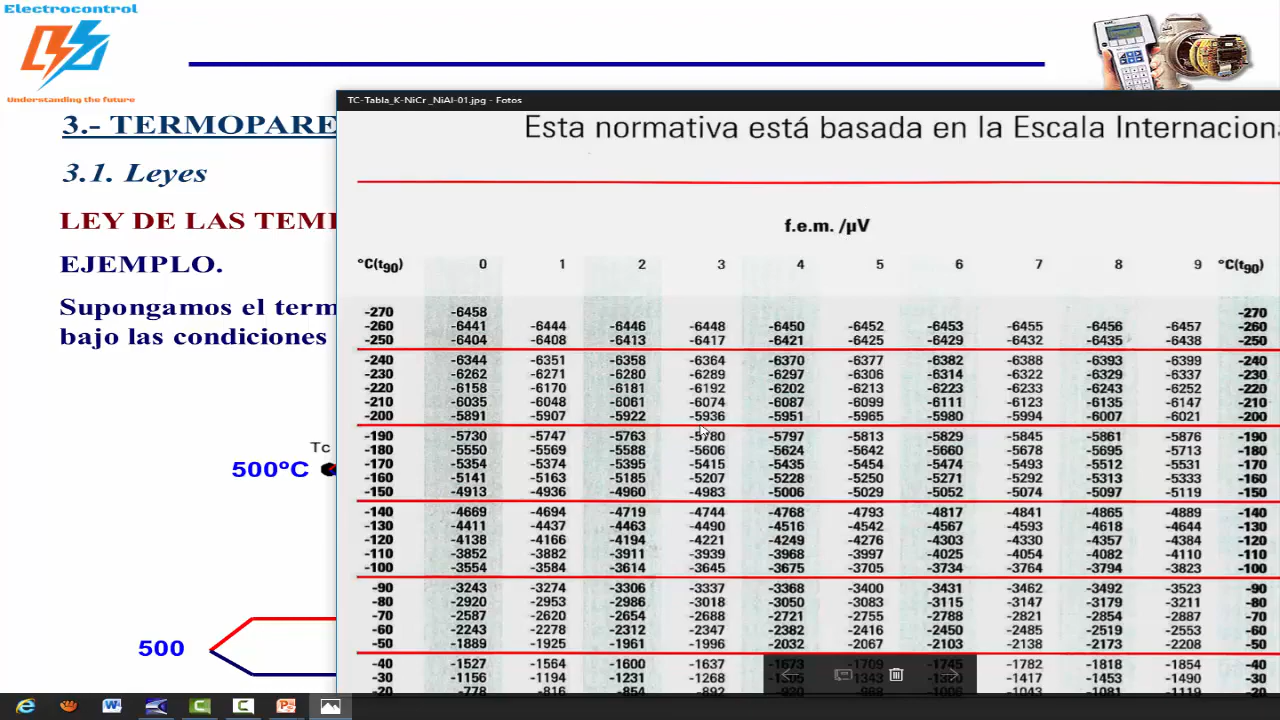 Electrocontrol
Understanding the future
3.- TERMOPARE
3.1. Leyes
LEY DE LAS TEM
EJEMPLO.
Supongamos el term
bajo las condiciones
Tc
500°C
500
TC-Tabla_K-NiCr_NiAl-01.jpg - Fotos
Esta normativa está basada en la Escala Internacion
f.e.m. /µV
°C(t90) 0 1 2 3 4 5 6 7 8 9 °C(t90)
-270 -6458 -270
-260 -6441 -6444 -6446 -6448 -6450 -6452 -6453 -6455 -6456 -6457 -260
-250 -6404 -6408 -6413 -6417 -6421 -6425 -6429 -6432 -6435 -6438 -250
-240 -6344 -6351 -6358 -6364 -6370 -6377 -6382 -6388 -6393 -6399 -240
-230 -6262 -6271 -6280 -6289 -6297 -6306 -6314 -6322 -6329 -6337 -230
-220 -6158 -6170 -6181 -6192 -6202 -6213 -6223 -6233 -6243 -6252 -220
-210 -6035 -6048 -6061 -6074 -6087 -6099 -6111 -6123 -6135 -6147 -210
-200 -5891 -5907 -5922 -5936 -5951 -5965 -5980 -5994 -6007 -6021 -200
-190 -5730 -5747 -5763 -5780 -5797 -5813 -5829 -5845 -5861 -5876 -190
-180 -5550 -5569 -5588 -5606 -5624 -5642 -5660 -5678 -5695 -5713 -180
-170 -5354 -5374 -5395 -5415 -5435 -5454 -5474 -5493 -5512 -5531 -170
-160 -5141 -5163 -5185 -5207 -5228 -5250 -5271 -5292 -5313 -5333 -160
-150 -4913 -4936 -4960 -4983 -5006 -5029 -5052 -5074 -5097 -5119 -150
-140 -4669 -4694 -4719 -4744 -4768 -4793 -4817 -4841 -4865 -4889 -140
-130 -4411 -4437 -4463 -4490 -4516 -4542 -4567 -4593 -4618 -4644 -130
-120 -4138 -4166 -4194 -4221 -4249 -4276 -4303 -4330 -4357 -4384 -120
-110 -3852 -3882 -3911 -3939 -3968 -3997 -4025 -4054 -4082 -4110 -110
-100 -3554 -3584 -3614 -3645 -3675 -3705 -3734 -3764 -3794 -3823 -100
-90 -3243 -3274 -3306 -3337 -3368 -3400 -3431 -3462 -3492 -3523 -90
-80 -2920 -2953 -2986 -3018 -3050 -3083 -3115 -3147 -3179 -3211 -80
-70 -2587 -2620 -2654 -2688 -2721 -2755 -2788 -2821 -2854 -2887 -70
-60 -2243 -2278 -2312 -2347 -2382 -2416 -2450 -2485 -2519 -2553 -60
-50 -1889 -1925 -1961 -1996 -2032 -2067 -2103 -2138 -2173 -2208 -50
-40 -1527 -1564 -1600 -1637 -1673 -1709 -1745 -1782 -1818 -1854 -40
-30 -1156 -1194 -1231 -1268 -1417 -1453 -1490 -30
-20 -778 -816 -854 -892 -1043 -1081 -1119 -20